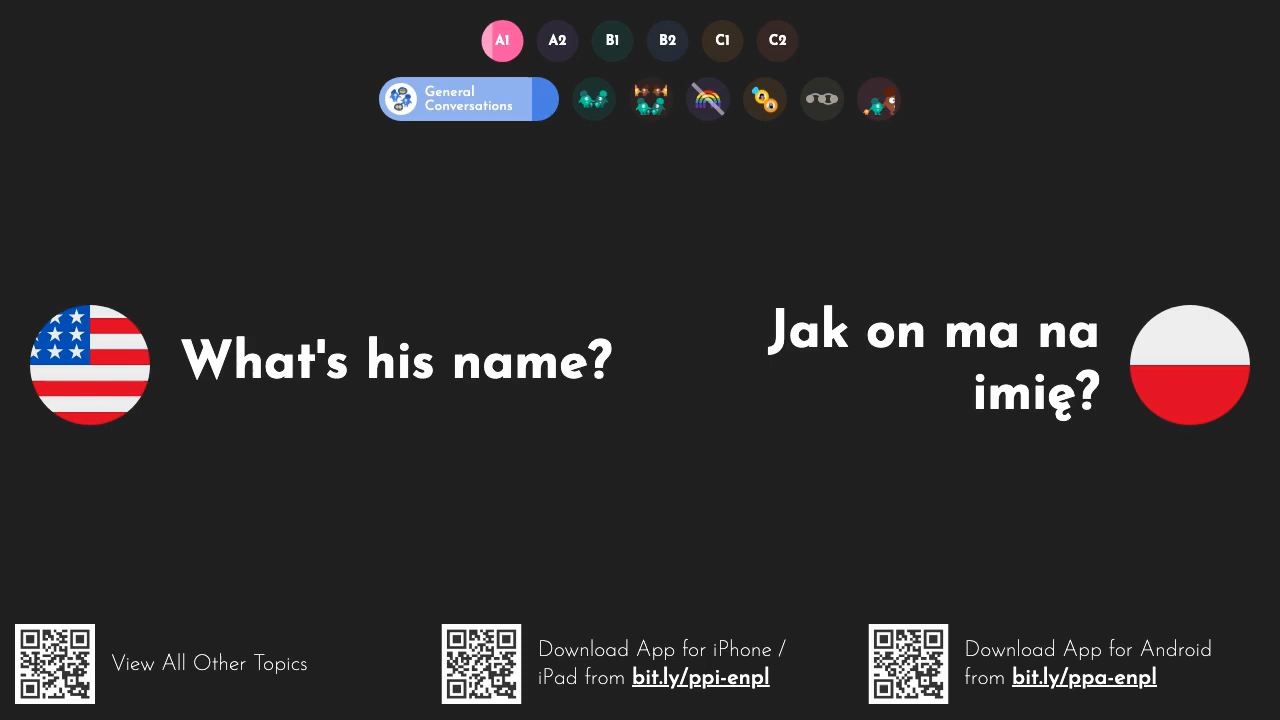 A1 A2 B1 B2 C1 C2
General
Conversations
What's his name?
Jak on ma na
imię?
View All Other Topics
Download App for iPhone /
iPad from bit.ly/ppi-enpl
Download App for Android
from bit.ly/ppa-enpl